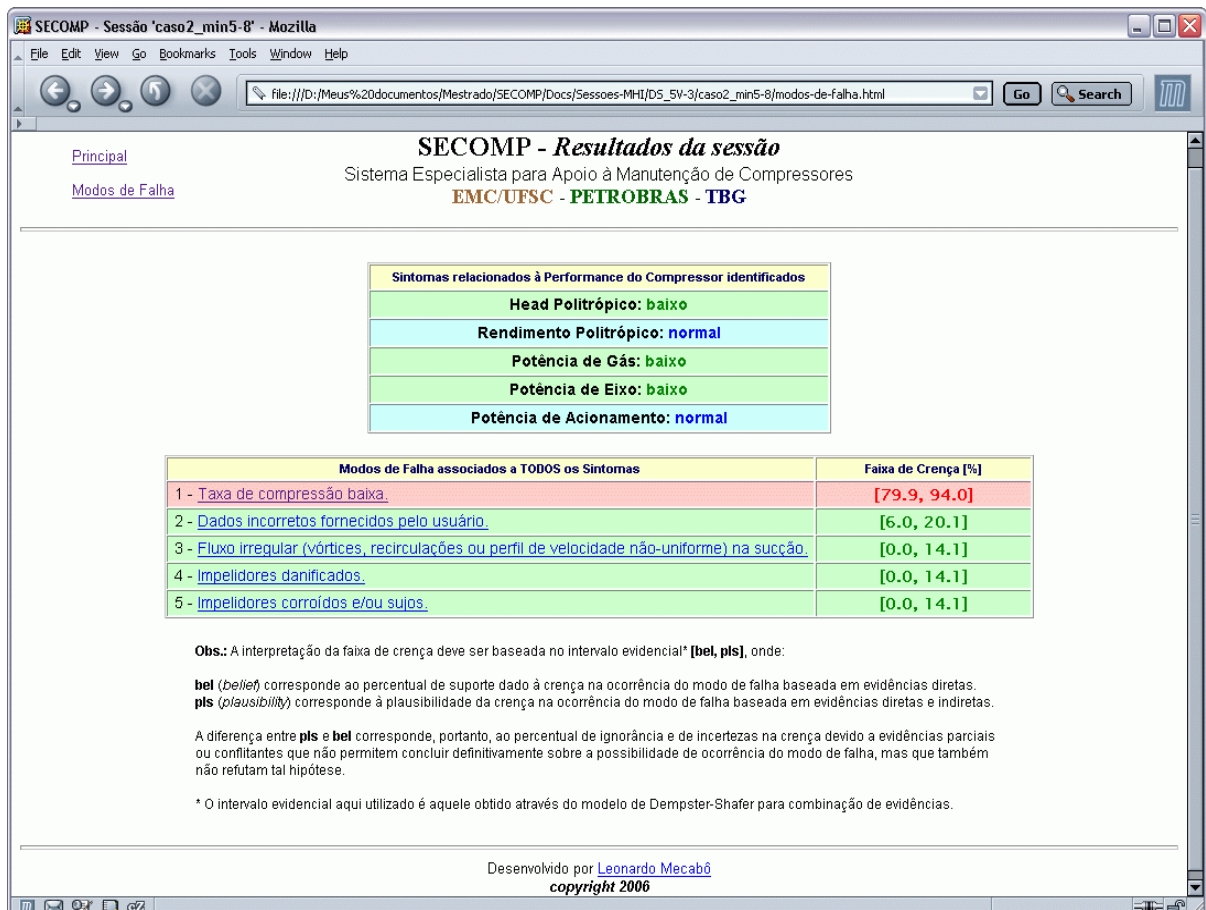 SECOMP - Sessão 'caso2_min5-8' - Mozilla
File Edit View Go Bookmarks Tools Window Help
file:///D:/Meus%20documentos/Mestrado/SECOMP/Docs/Sessoes-MHI/DS_5V-3/caso2_min5-8/modos-de-falha.html Go Search
Principal
Modos de Falha
SECOMP - Resultados da sessão
Sistema Especialista para Apoio à Manutenção de Compressores
EMC/UFSC - PETROBRAS - TBG
Sintomas relacionados à Performance do Compressor identificados
Head Politrópico: baixo
Rendimento Politrópico: normal
Potência de Gás: baixo
Potência de Eixo: baixo
Potência de Acionamento: normal
Modos de Falha associados a TODOS os Sintomas Faixa de Crença [%]
1 - Taxa de compressão baixa. [79.9, 94.0]
2 - Dados incorretos fornecidos pelo usuário. [6.0, 20.1]
3 - Fluxo irregular (vórtices, recirculações ou perfil de velocidade não-uniforme) na sucção. [0.0, 14.1]
4 - Impelidores danificados. [0.0, 14.1]
5 - Impelidores corroídos e/ou sujos. [0.0, 14.1]
Obs.: A interpretação da faixa de crença deve ser baseada no intervalo evidencial* [bel, pls], onde:
bel (belief) corresponde ao percentual de suporte dado à crença na ocorrência do modo de falha baseada em evidências diretas.
pls (plausibility) corresponde à plausibilidade da crença na ocorrência do modo de falha baseada em evidências diretas e indiretas.
A diferença entre pls e bel corresponde, portanto, ao percentual de ignorância e de incertezas na crença devido a evidências parciais
ou conflitantes que não permitem concluir definitivamente sobre a possibilidade de ocorrência do modo de falha, mas que também
não refutam tal hipótese.
* O intervalo evidencial aqui utilizado é aquele obtido através do modelo de Dempster-Shafer para combinação de evidências.
Desenvolvido por Leonardo Mecabô
copyright 2006